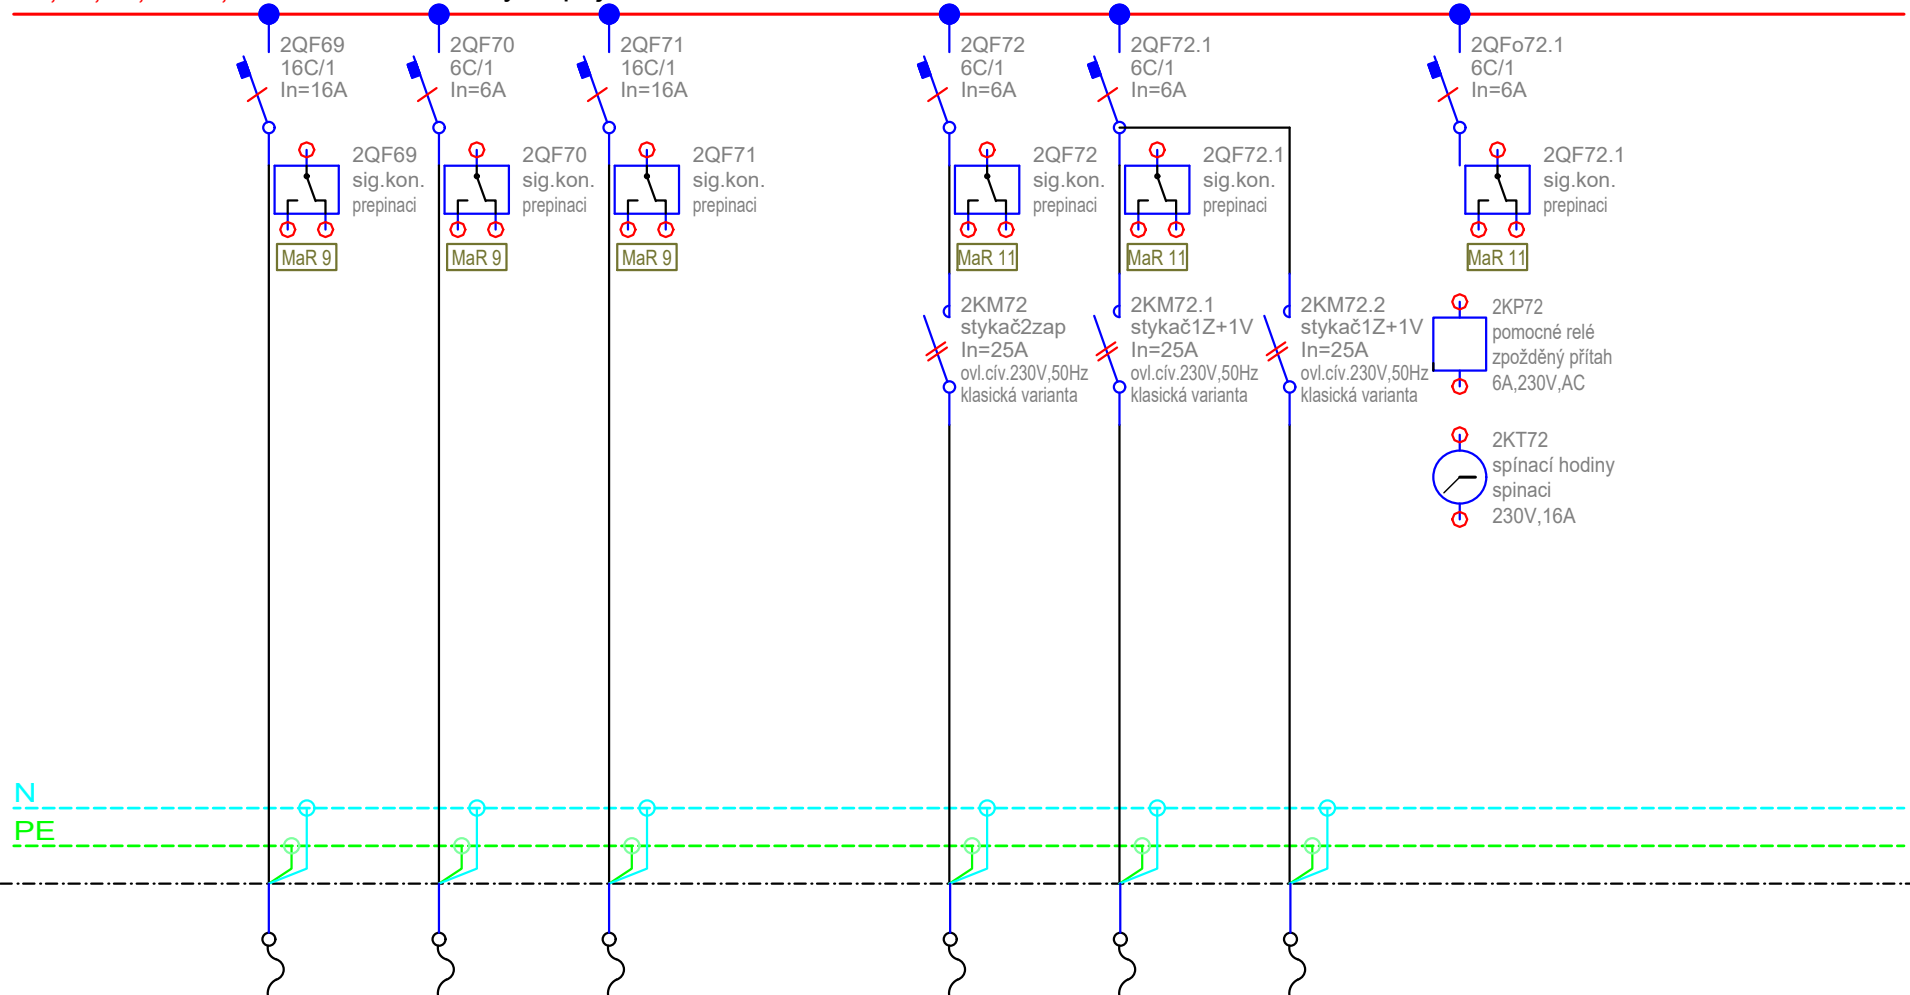 2QF69
16C/1
In=16A
2QF70
6C/1
In=6A
2QF71
16C/1
In=16A
2QF72
6C/1
In=6A
2QF72.1
6C/1
In=6A
2QFo72.1
6C/1
In=6A
2QF69
sig.kon.
prepinaci
MaR 9
2QF70
sig.kon.
prepinaci
MaR 9
2QF71
sig.kon.
prepinaci
MaR 9
2QF72
sig.kon.
prepinaci
MaR 11
2QF72.1
sig.kon.
prepinaci
MaR 11
2QF72.1
sig.kon.
prepinaci
MaR 11
2KM72
stykač2zap
In=25A
ovl.cív.230V,50Hz
klasická varianta
2KM72.1
stykač1Z+1V
In=25A
ovl.cív.230V,50Hz
klasická varianta
2KM72.2
stykač1Z+1V
In=25A
ovl.cív.230V,50Hz
klasická varianta
2KP72
pomocné relé
zpožděný přítah
6A,230V,AC
2KT72
spínací hodiny
spinaci
230V,16A
N
PE